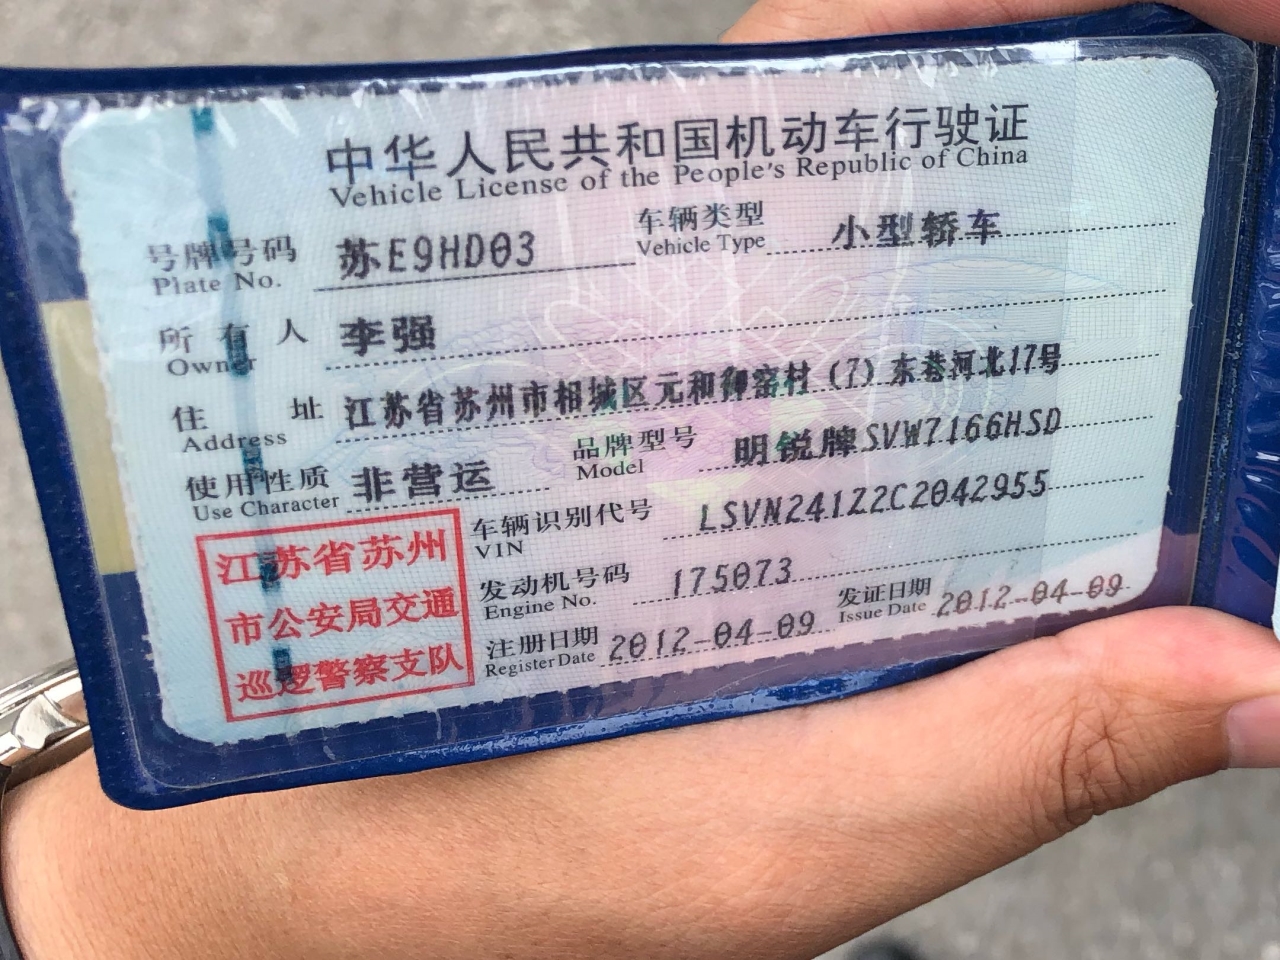 中华人民共和国机动车行驶证
Vehicle License of the People's Republic of China
号牌号码 苏E9HD03 车辆类型 小型轿车
Plate No. Vehicle Type
所有人 李强
Owner
住址 江苏省苏州市相城区元和御窑村(7)东巷河北17号
Address
使用性质 非营运 品牌型号 明锐牌SVW7166HSD
Use Character Model
江苏省苏州
市公安局交通
巡逻警察支队
车辆识别代号 LSVN241Z2C2042955
VIN
发动机号码 175073
Engine No.
注册日期 2012-04-09 发证日期 2012-04-09
Register Date Issue Date